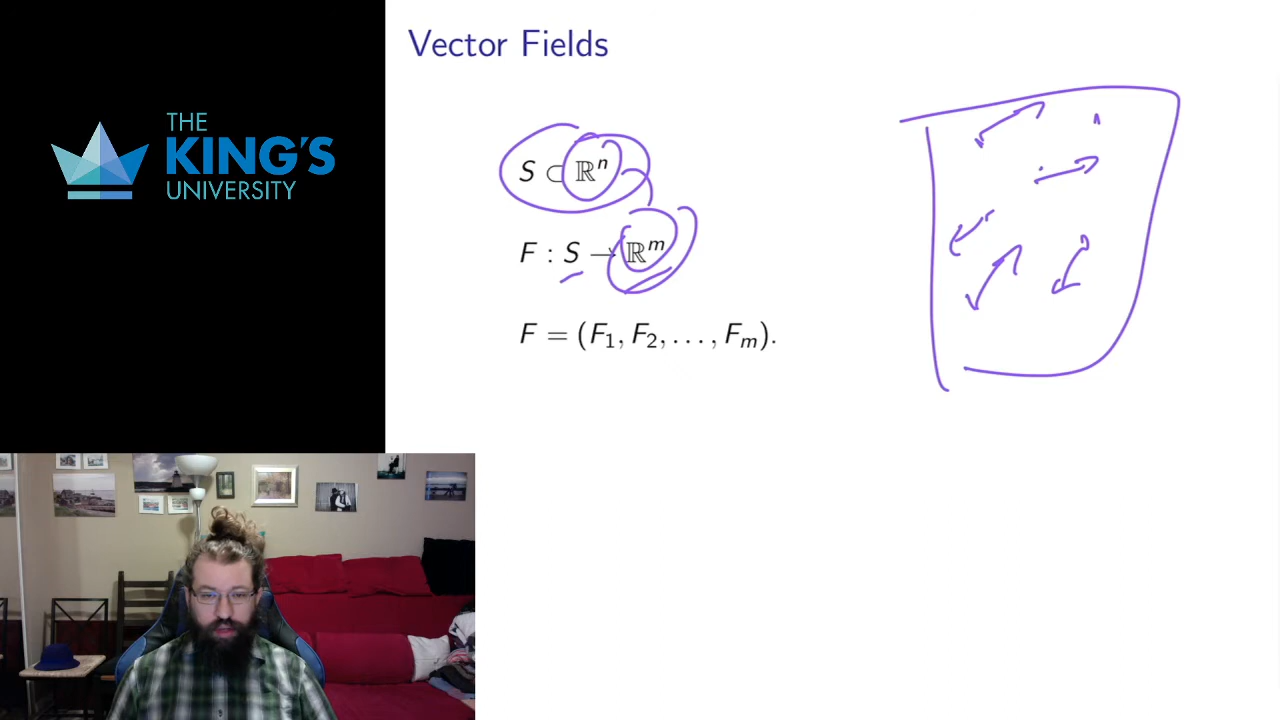 THE
KING'S
UNIVERSITY
Vector Fields
S ⊂ ℝⁿ
F : S → ℝᵐ
F = (F₁, F₂, . . . , Fₘ).